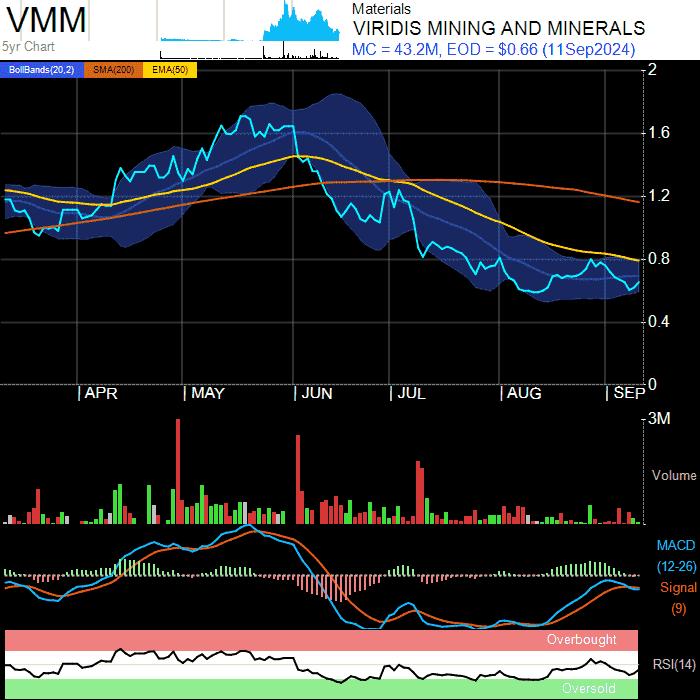 VMM
5yr Chart
Materials
VIRIDIS MINING AND MINERALS
MC = 43.2M, EOD = $0.66 (11Sep2024)
BollBands(20,2) SMA(200) EMA(50)
2
1.6
1.2
0.8
0.4
0
APR MAY JUN JUL AUG SEP
3M
Volume
MACD
(12-26)
Signal
(9)
Overbought
RSI(14)
Oversold